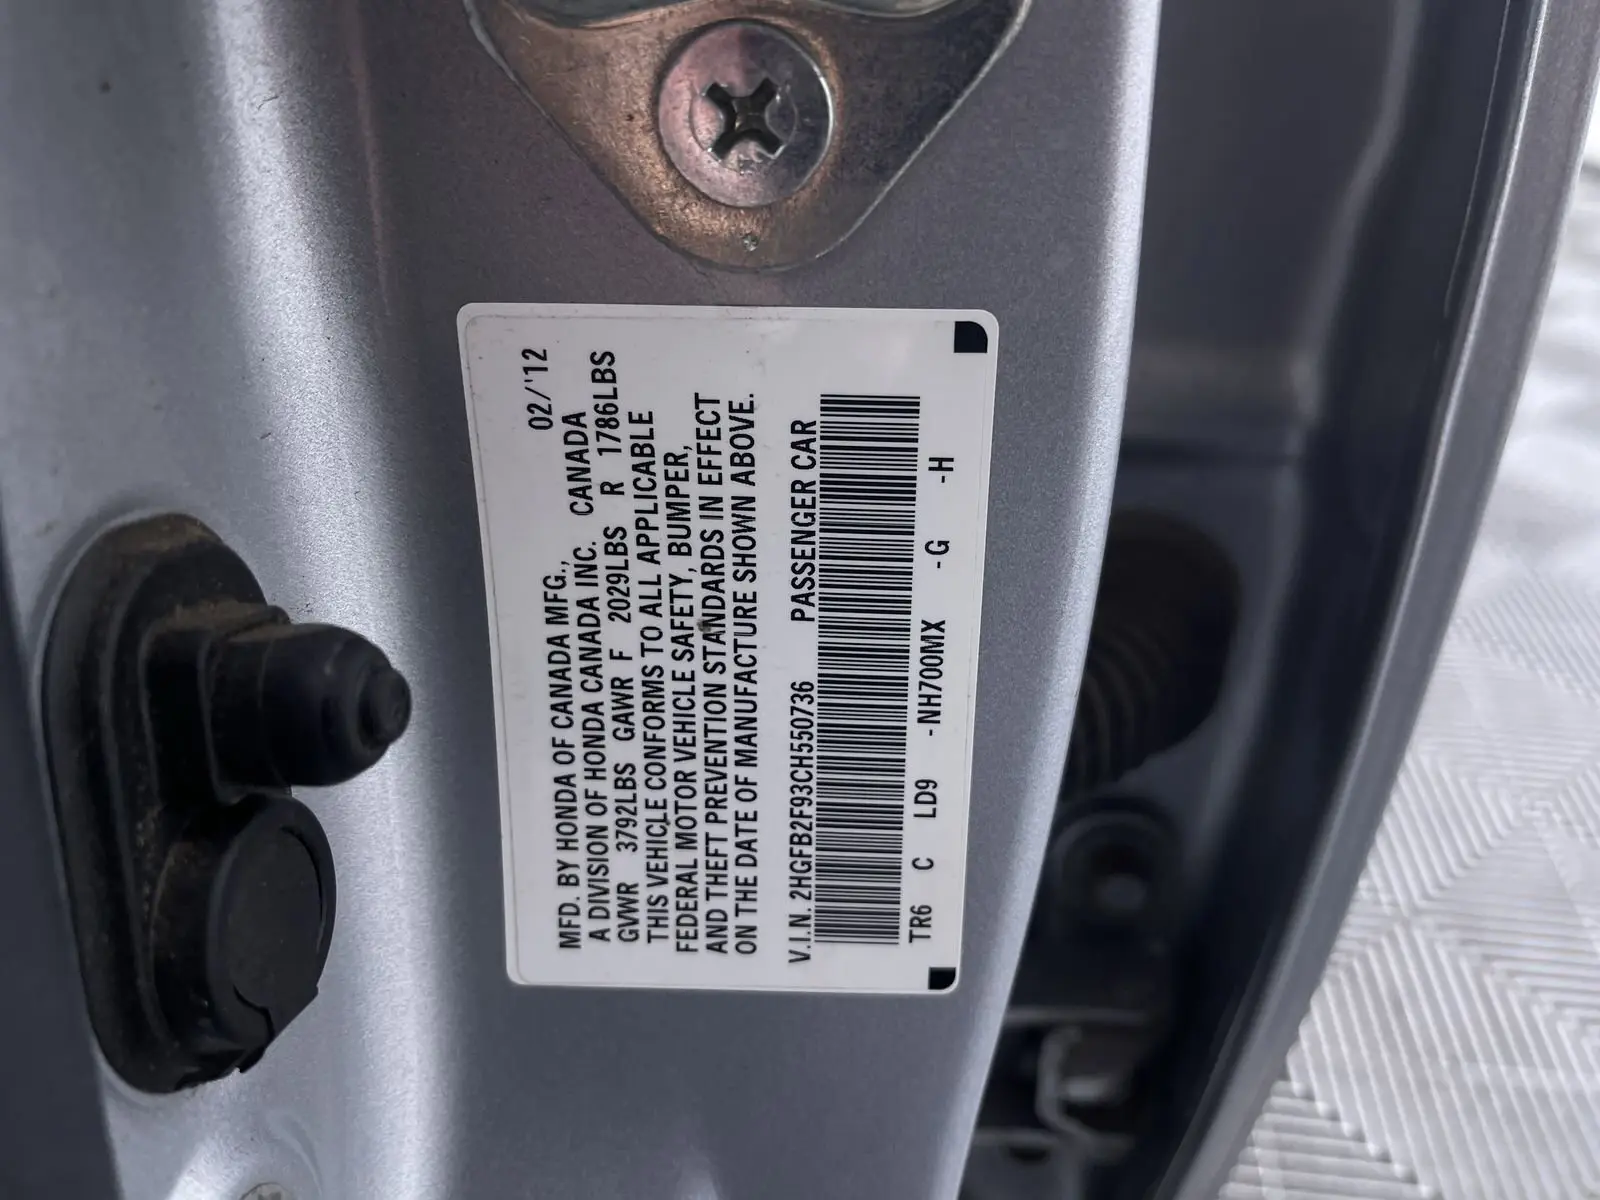 02/'12
MFD. BY HONDA OF CANADA MFG.,
A DIVISION OF HONDA CANADA INC. CANADA
GVWR 3792LBS GAWR F 2029LBS R 1786LBS
THIS VEHICLE CONFORMS TO ALL APPLICABLE
FEDERAL MOTOR VEHICLE SAFETY, BUMPER,
AND THEFT PREVENTION STANDARDS IN EFFECT
ON THE DATE OF MANUFACTURE SHOWN ABOVE.
V.I.N. 2HGFB2F93CH550736 PASSENGER CAR
TR6 C LD9 -NH700MX -G -H